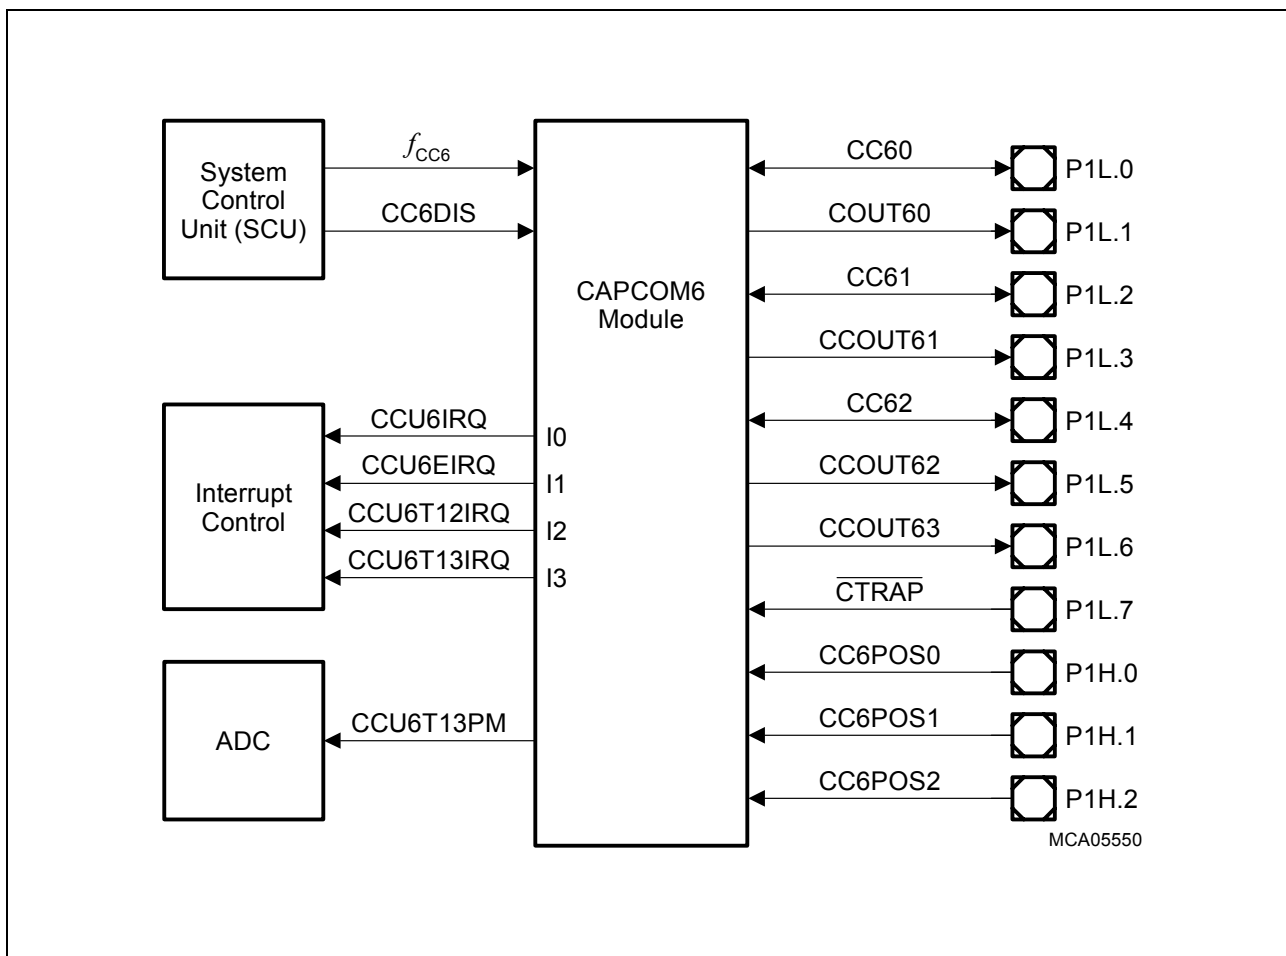 System
Control
Unit (SCU)
fCC6
CC6DIS
CAPCOM6
Module
Interrupt
Control
CCU6IRQ
I0
CCU6EIRQ
I1
CCU6T12IRQ
I2
CCU6T13IRQ
I3
ADC
CCU6T13PM
CC60 P1L.0
COUT60 P1L.1
CC61 P1L.2
CCOUT61 P1L.3
CC62 P1L.4
CCOUT62 P1L.5
CCOUT63 P1L.6
CTRAP P1L.7
CC6POS0 P1H.0
CC6POS1 P1H.1
CC6POS2 P1H.2
MCA05550